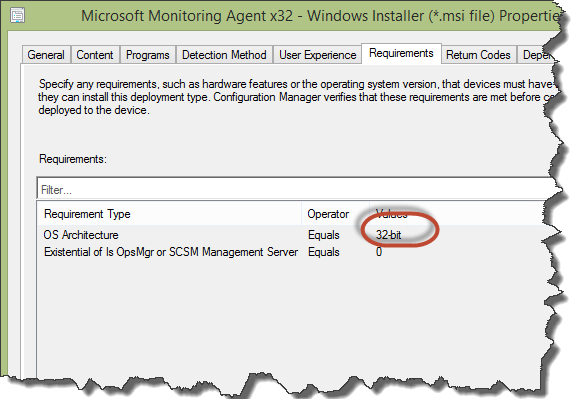 Microsoft Monitoring Agent x32 - Windows Installer (*.msi file) Propertie
General Content Programs Detection Method User Experience Requirements Return Codes Depe
Specify any requirements, such as hardware features or the operating system version, that devices must have
they can install this deployment type. Configuration Manager verifies that these requirements are met before co
deployed to the device.
Requirements:
Filter...
Requirement Type Operator Values
OS Architecture Equals 32-bit
Existential of Is OpsMgr or SCSM Management Server Equals 0